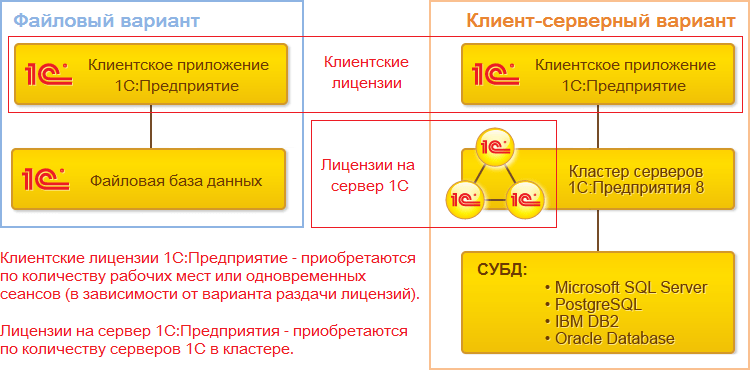 Файловый вариант
1С Клиентское приложение
1С:Предприятие
1С Файловая база данных
Клиентские
лицензии
Лицензии на
сервер 1С
Клиент-серверный вариант
1С Клиентское приложение
1С:Предприятие
1С
1С 1С
Кластер серверов
1С:Предприятия 8
СУБД:
• Microsoft SQL Server
• PostgreSQL
• IBM DB2
• Oracle Database
Клиентские лицензии 1С:Предприятие - приобретаются
по количеству рабочих мест или одновременных
сеансов (в зависимости от варианта раздачи лицензий).
Лицензии на сервер 1С:Предприятия - приобретаются
по количеству серверов 1С в кластере.